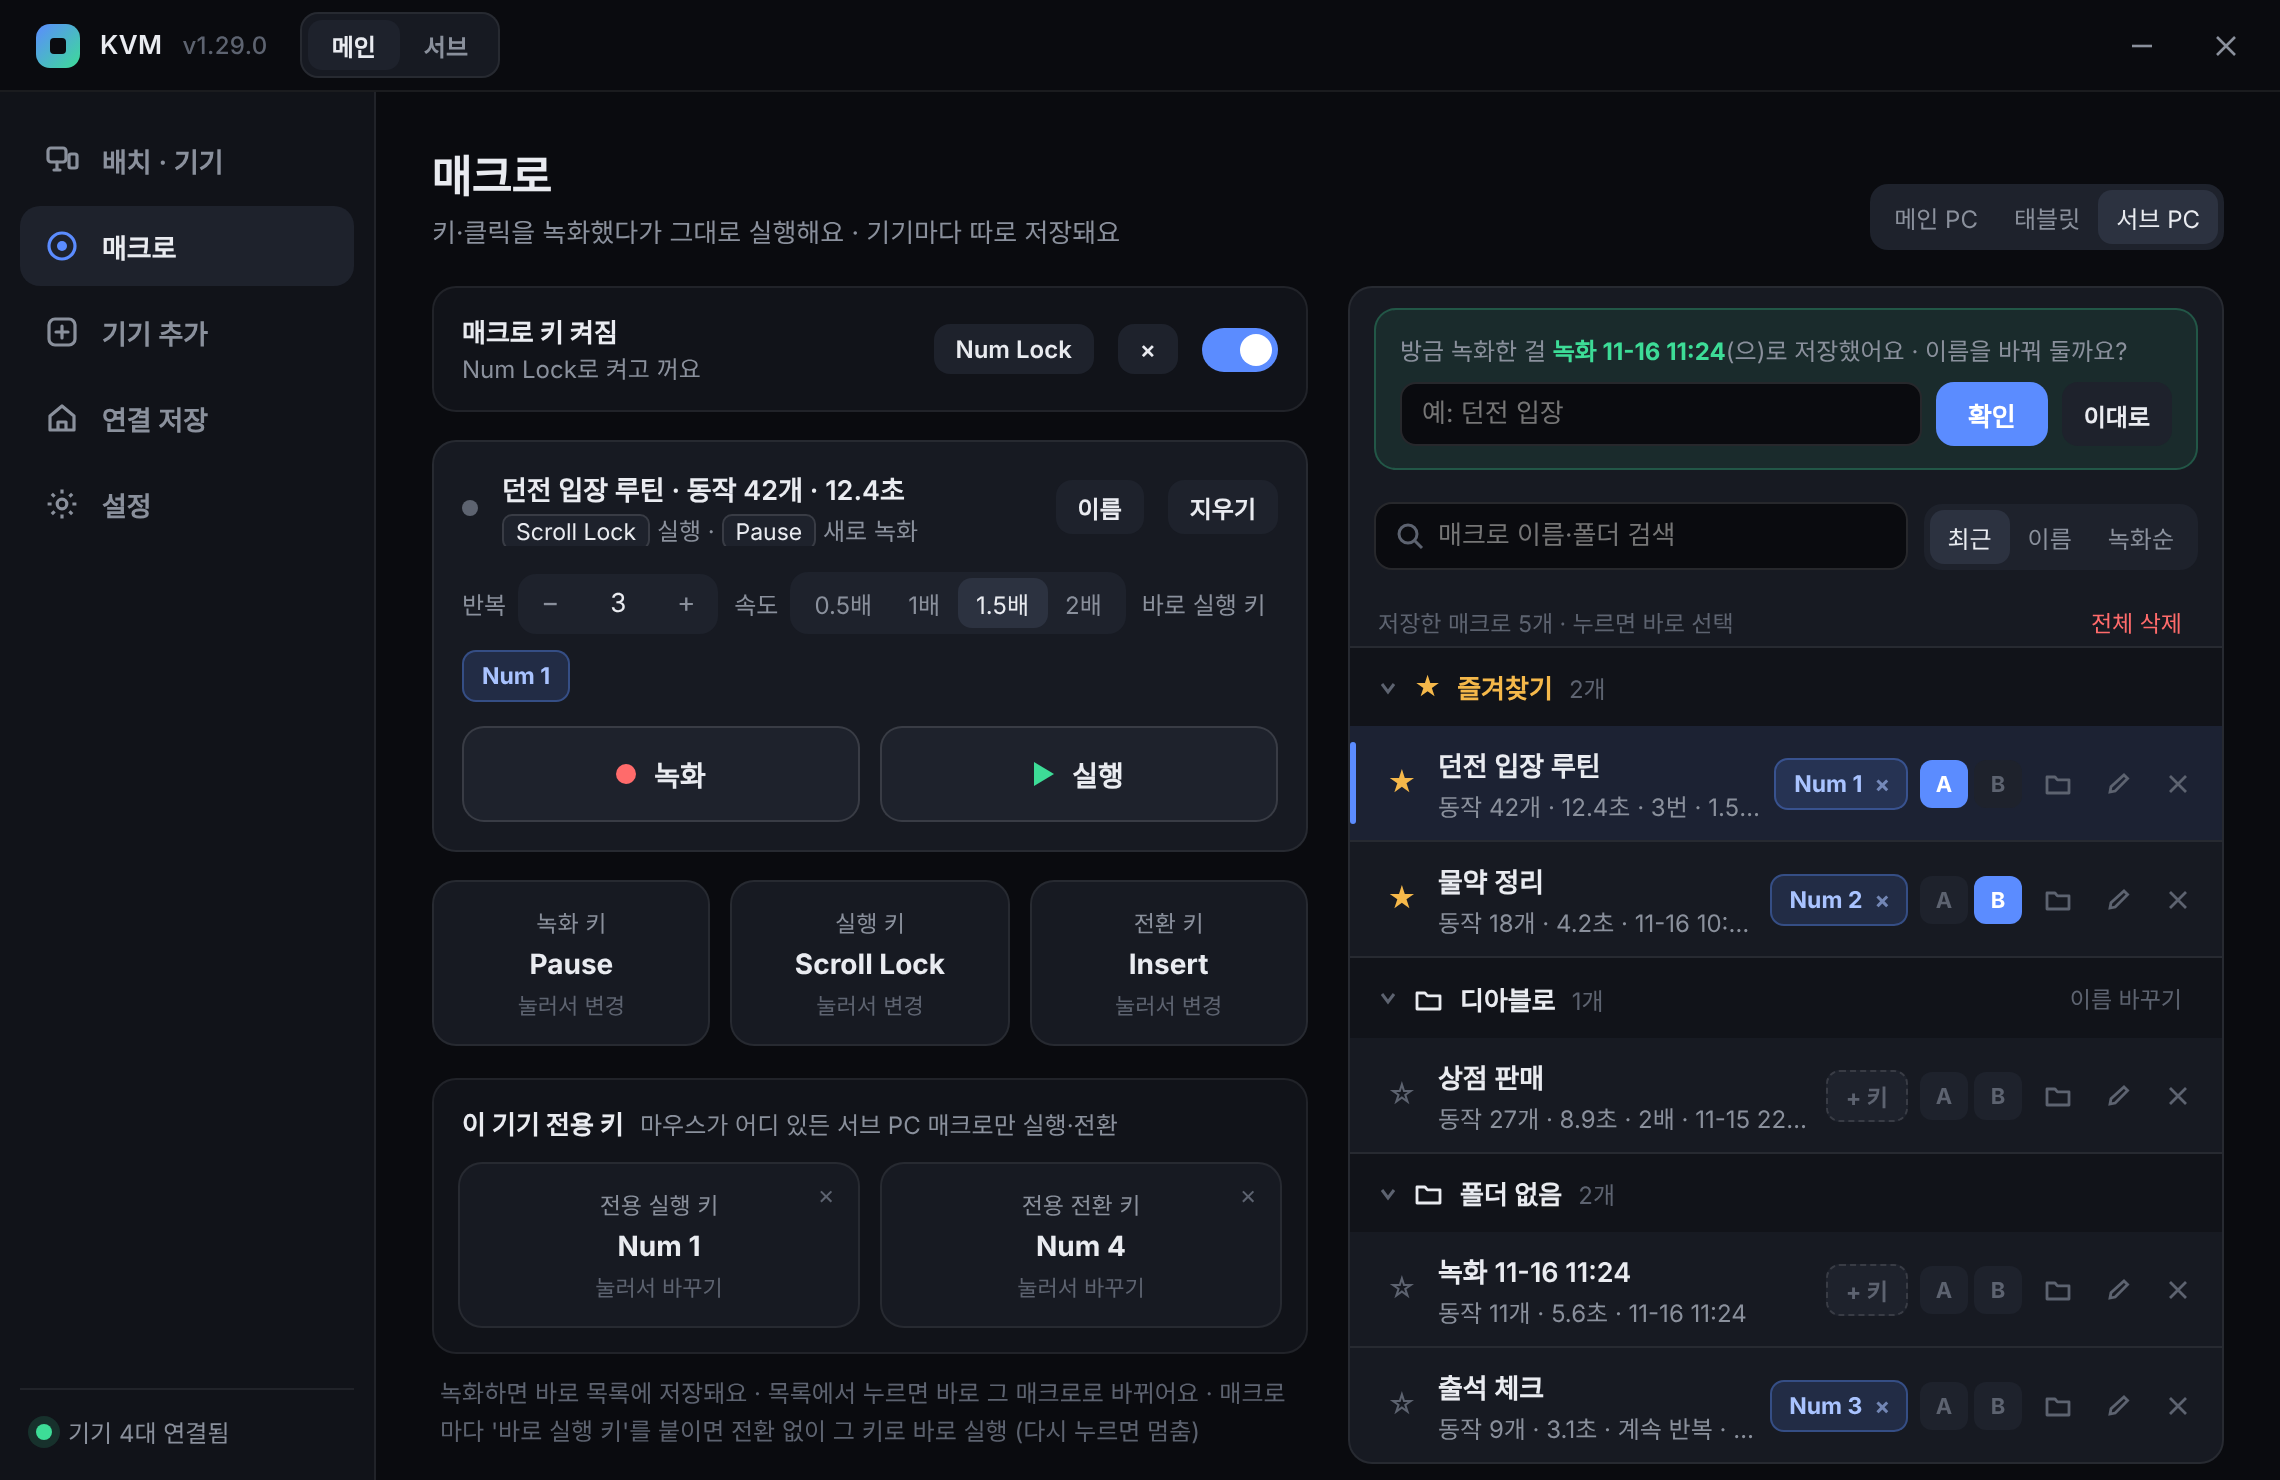 KVM v1.29.0 메인 서브
배치 · 기기
매크로
기기 추가
연결 저장
설정
기기 4대 연결됨
매크로
키·클릭을 녹화했다가 그대로 실행해요 · 기기마다 따로 저장돼요
메인 PC 태블릿 서브 PC
매크로 키 켜짐
Num Lock로 켜고 꺼요
Num Lock ×
던전 입장 루틴 · 동작 42개 · 12.4초
Scroll Lock 실행 · Pause 새로 녹화
이름 지우기
반복 − 3 + 속도 0.5배 1배 1.5배 2배 바로 실행 키
Num 1
녹화 실행
녹화 키
Pause
눌러서 변경
실행 키
Scroll Lock
눌러서 변경
전환 키
Insert
눌러서 변경
이 기기 전용 키 마우스가 어디 있든 서브 PC 매크로만 실행·전환
전용 실행 키 ×
Num 1
눌러서 바꾸기
전용 전환 키 ×
Num 4
눌러서 바꾸기
녹화하면 바로 목록에 저장돼요 · 목록에서 누르면 바로 그 매크로로 바뀌어요 · 매크로
마다 '바로 실행 키'를 붙이면 전환 없이 그 키로 바로 실행 (다시 누르면 멈춤)
방금 녹화한 걸 녹화 11-16 11:24(으)로 저장했어요 · 이름을 바꿔 둘까요?
예: 던전 입장 확인 이대로
매크로 이름·폴더 검색 최근 이름 녹화순
저장한 매크로 5개 · 누르면 바로 선택 전체 삭제
★ 즐겨찾기 2개
던전 입장 루틴
동작 42개 · 12.4초 · 3번 · 1.5...
Num 1 × A B
물약 정리
동작 18개 · 4.2초 · 11-16 10:...
Num 2 × A B
디아블로 1개 이름 바꾸기
상점 판매
동작 27개 · 8.9초 · 2배 · 11-15 22...
+ 키 A B
폴더 없음 2개
녹화 11-16 11:24
동작 11개 · 5.6초 · 11-16 11:24
+ 키 A B
출석 체크
동작 9개 · 3.1초 · 계속 반복 · ...
Num 3 × A B